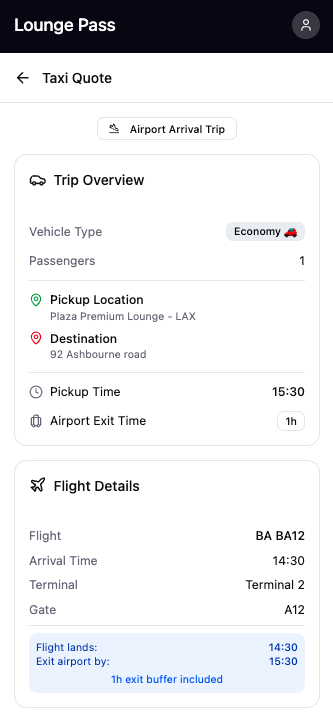 Lounge Pass
Taxi Quote
Airport Arrival Trip
Trip Overview
Vehicle Type Economy 🚗
Passengers 1
Pickup Location
Plaza Premium Lounge - LAX
Destination
92 Ashbourne road
Pickup Time 15:30
Airport Exit Time 1h
Flight Details
Flight BA BA12
Arrival Time 14:30
Terminal Terminal 2
Gate A12
Flight lands: 14:30
Exit airport by: 15:30
1h exit buffer included